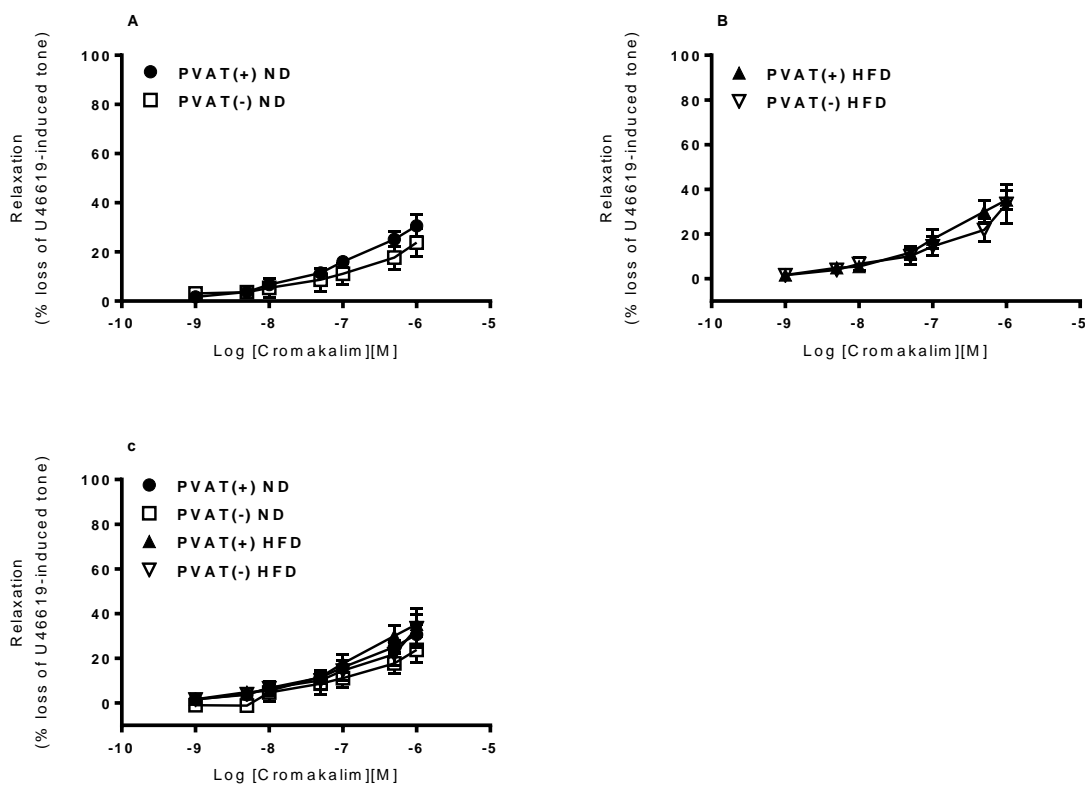 A
Relaxation
(% loss of U46619-induced tone)
100
80
60
40
20
0
PVAT(+) ND
PVAT(-) ND
-10 -9 -8 -7 -6 -5
Log [Cromakalim][M]
B
Relaxation
(% loss of U46619-induced tone)
100
80
60
40
20
0
PVAT(+) HFD
PVAT(-) HFD
-10 -9 -8 -7 -6 -5
Log [Cromakalim][M]
c
Relaxation
(% loss of U46619-induced tone)
100
80
60
40
20
0
PVAT(+) ND
PVAT(-) ND
PVAT(+) HFD
PVAT(-) HFD
-10 -9 -8 -7 -6 -5
Log [Cromakalim][M]